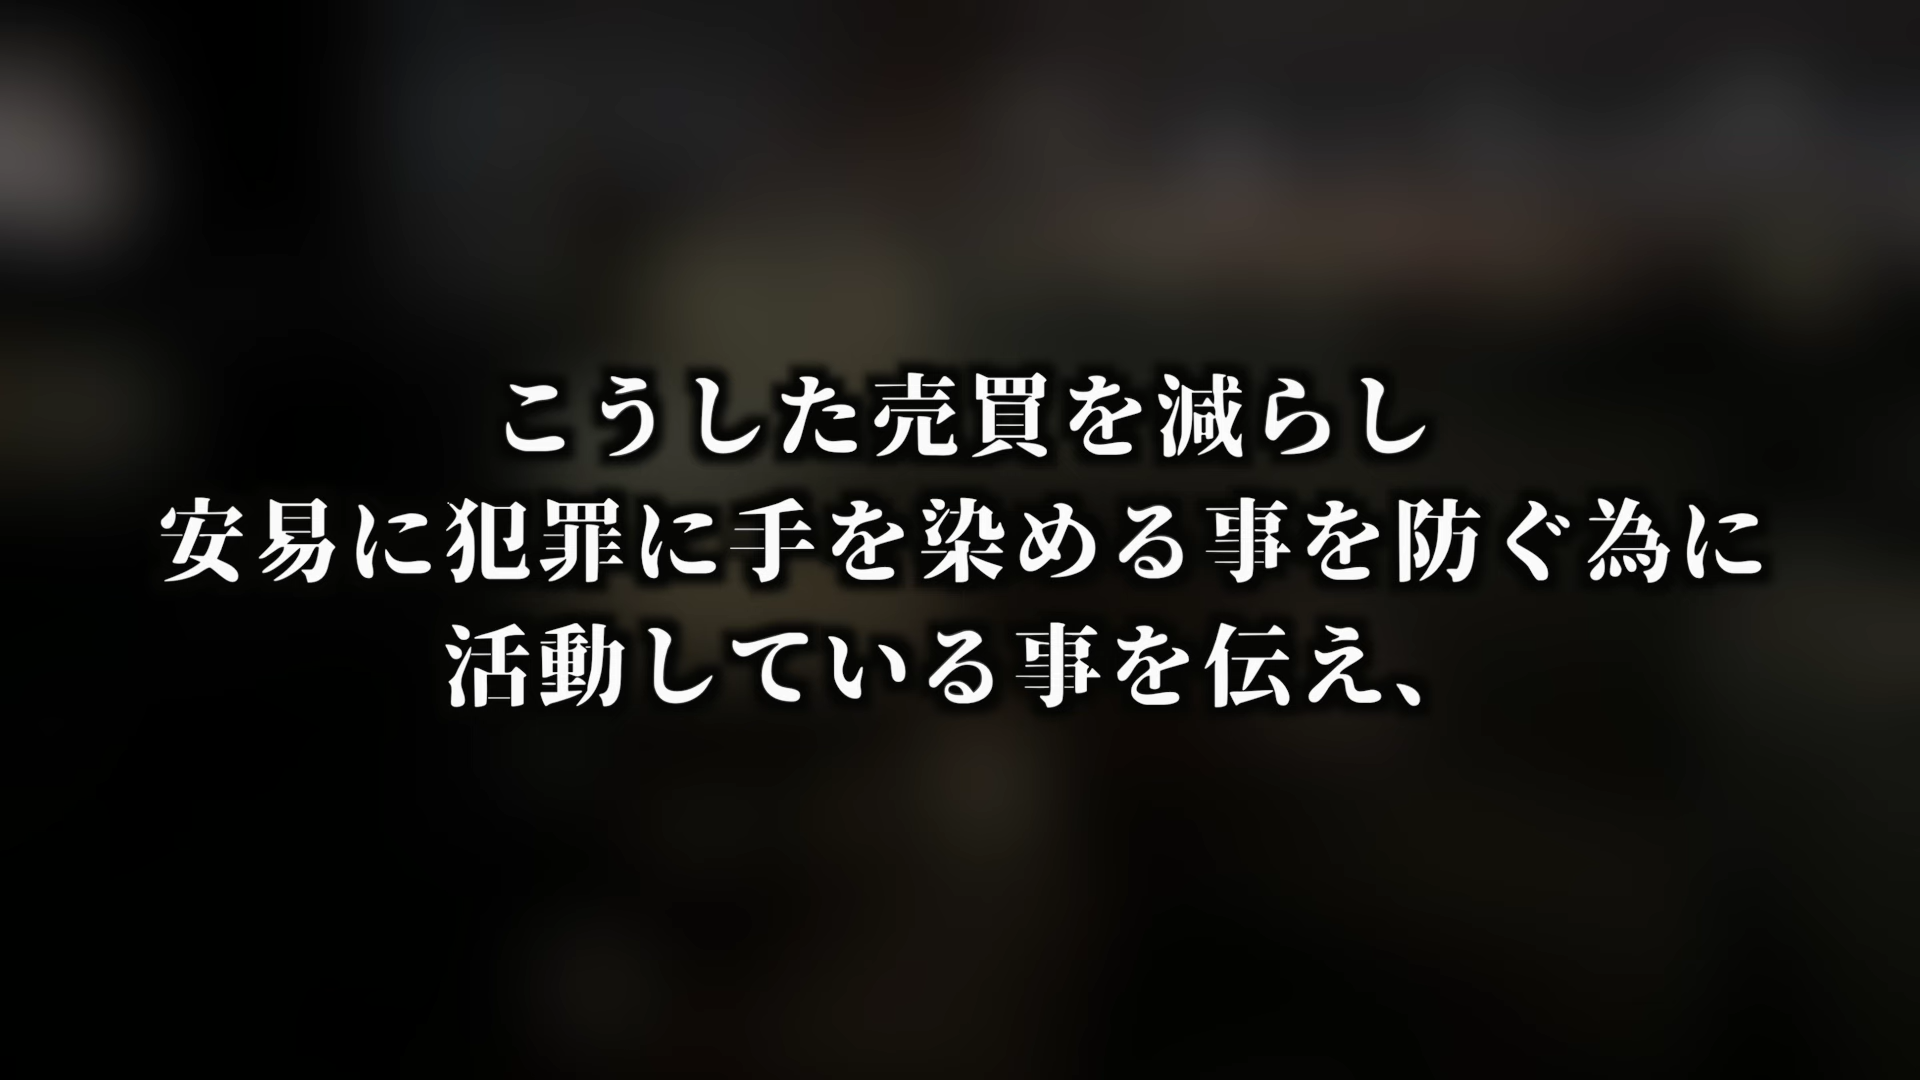 こうした売買を減らし
安易に犯罪に手を染める事を防ぐ為に
活動している事を伝え、